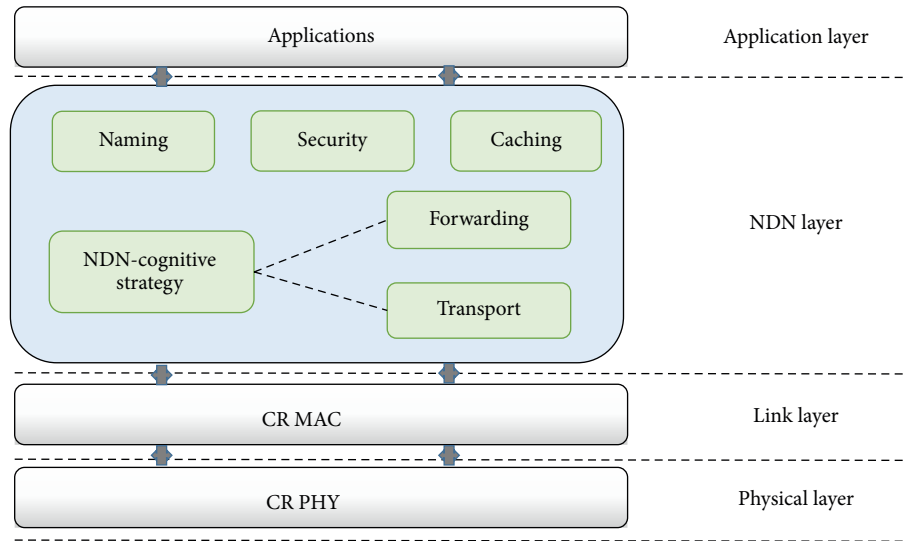 Applications
Application layer
Naming
Security
Caching
Forwarding
NDN layer
NDN-cognitive
strategy
Transport
CR MAC
Link layer
CR PHY
Physical layer